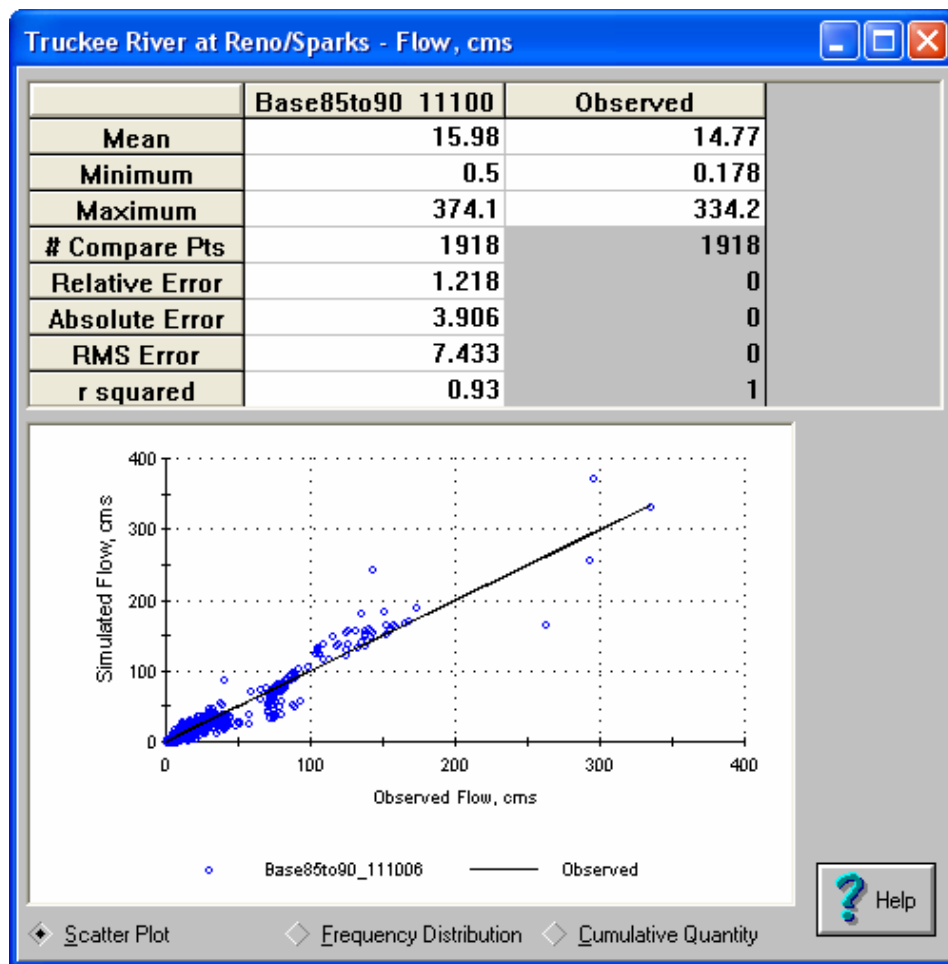 Truckee River at Reno/Sparks - Flow, cms
Base85to90_11100 Observed
Mean 15.98 14.77
Minimum 0.5 0.178
Maximum 374.1 334.2
# Compare Pts 1918 1918
Relative Error 1.218 0
Absolute Error 3.906 0
RMS Error 7.433 0
r squared 0.93 1
Simulated Flow, cms
400
300
200
100
0
0 100 200 300 400
Observed Flow, cms
Base85to90_111006 Observed
Help
Scatter Plot Frequency Distribution Cumulative Quantity